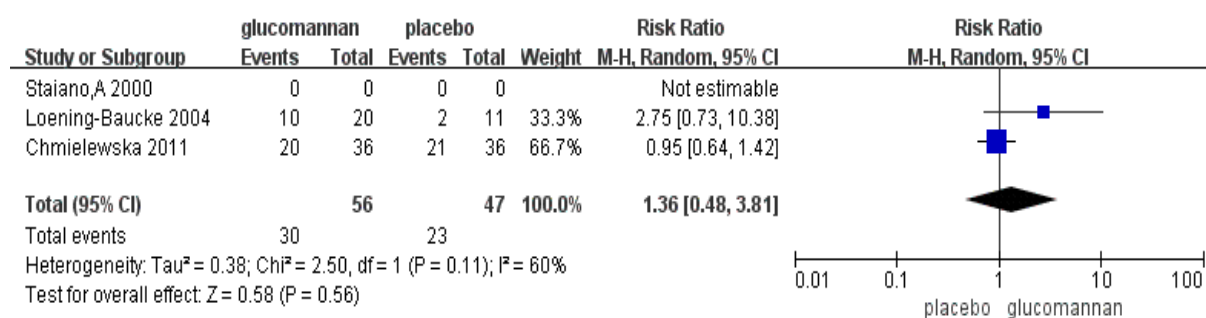 glucomannan placebo Risk Ratio Risk Ratio
Study or Subgroup Events Total Events Total Weight M-H, Random, 95% CI M-H, Random, 95% CI
Staiano,A 2000 0 0 0 0 Not estimable
Loening-Baucke 2004 10 20 2 11 33.3% 2.75 [0.73, 10.38]
Chmielewska 2011 20 36 21 36 66.7% 0.95 [0.64, 1.42]
Total (95% CI) 56 47 100.0% 1.36 [0.48, 3.81]
Total events 30 23
Heterogeneity: Tau² = 0.38; Chi² = 2.50, df = 1 (P = 0.11); I² = 60%
Test for overall effect: Z = 0.58 (P = 0.56)
0.01 0.1 1 10 100
placebo glucomannan